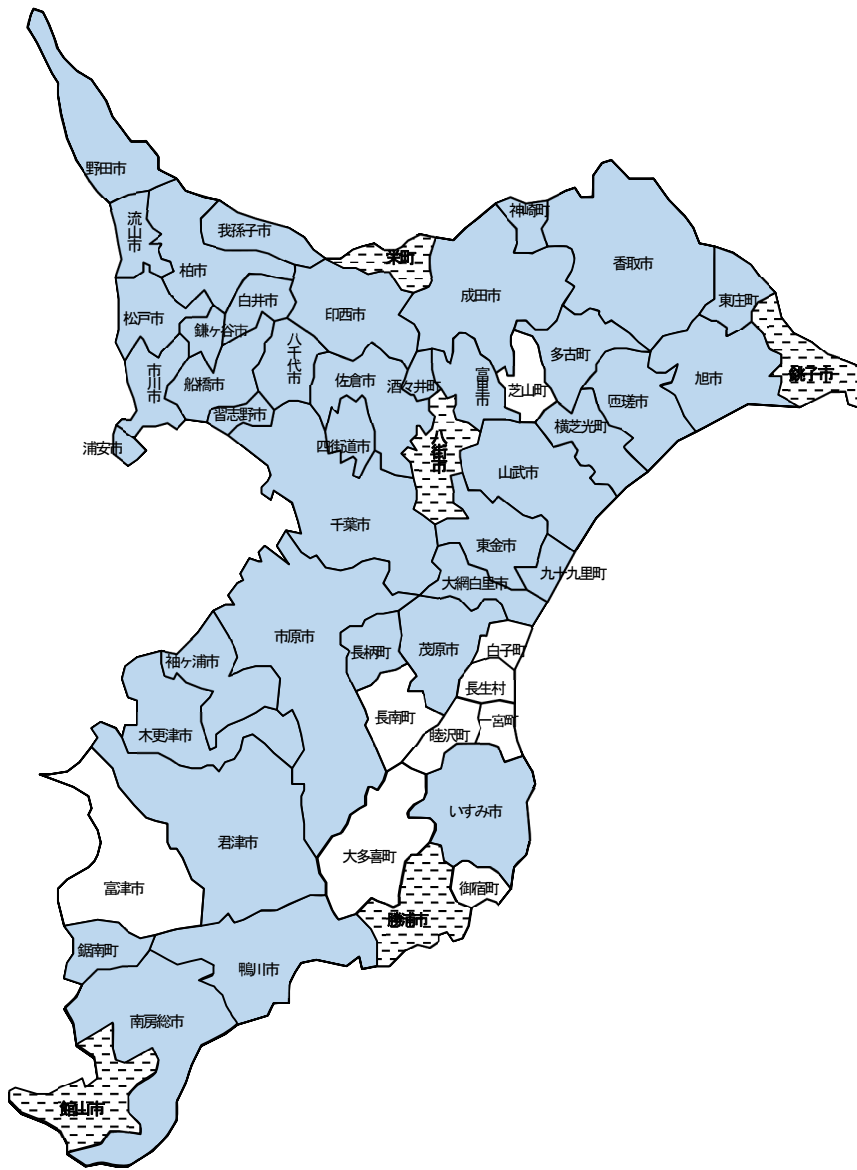 野田市
流山市
我孫子市
神崎町
栄町
香取市
柏市
成田市
白井市
東庄町
印西市
松戸市
鎌ヶ谷市
八千代市
多古町
銚子市
市川市
船橋市
佐倉市
酒々井町
富里市
芝山町
旭市
匝瑳市
習志野市
横芝光町
浦安市
四街道市
八街市
山武市
千葉市
東金市
九十九里町
大網白里市
市原市
長柄町
茂原市
白子町
袖ヶ浦市
長生村
長南町
一宮町
木更津市
睦沢町
いすみ市
君津市
大多喜町
富津市
御宿町
勝浦市
鋸南町
鴨川市
南房総市
館山市